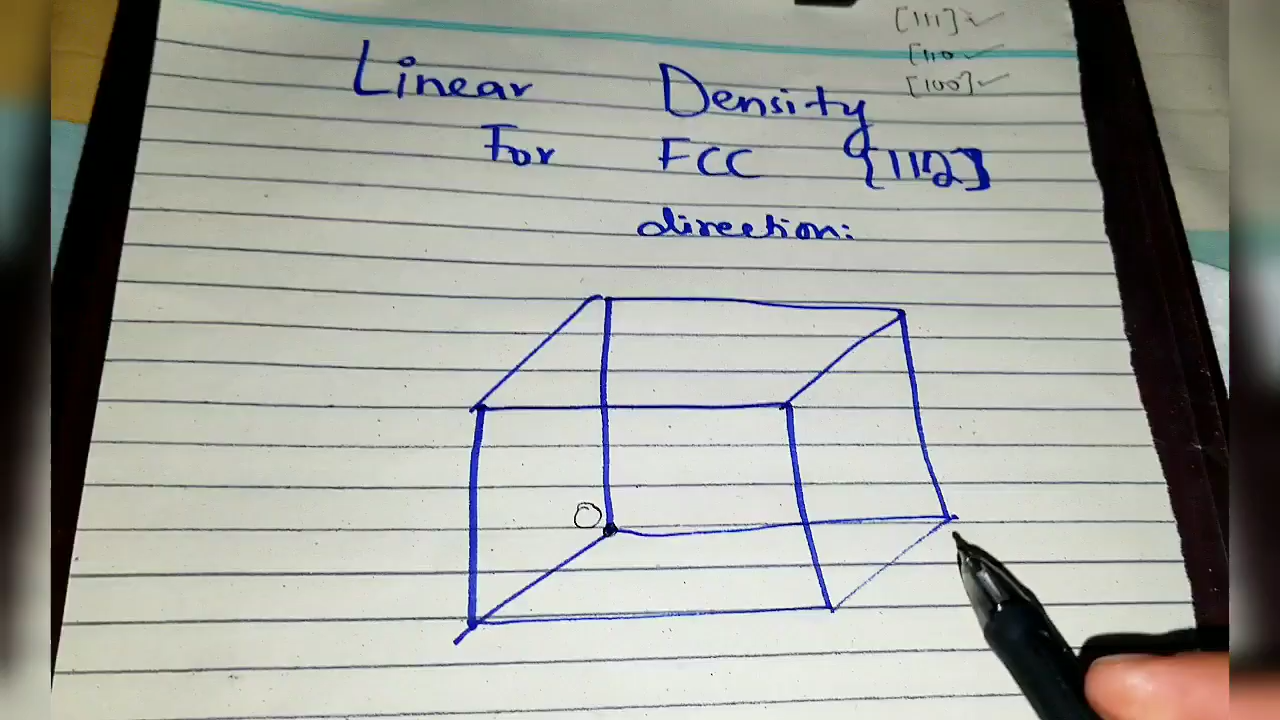 [111] ✓
[110 ✓
[100] ✓
Linear Density
For FCC [112]
direction:
O